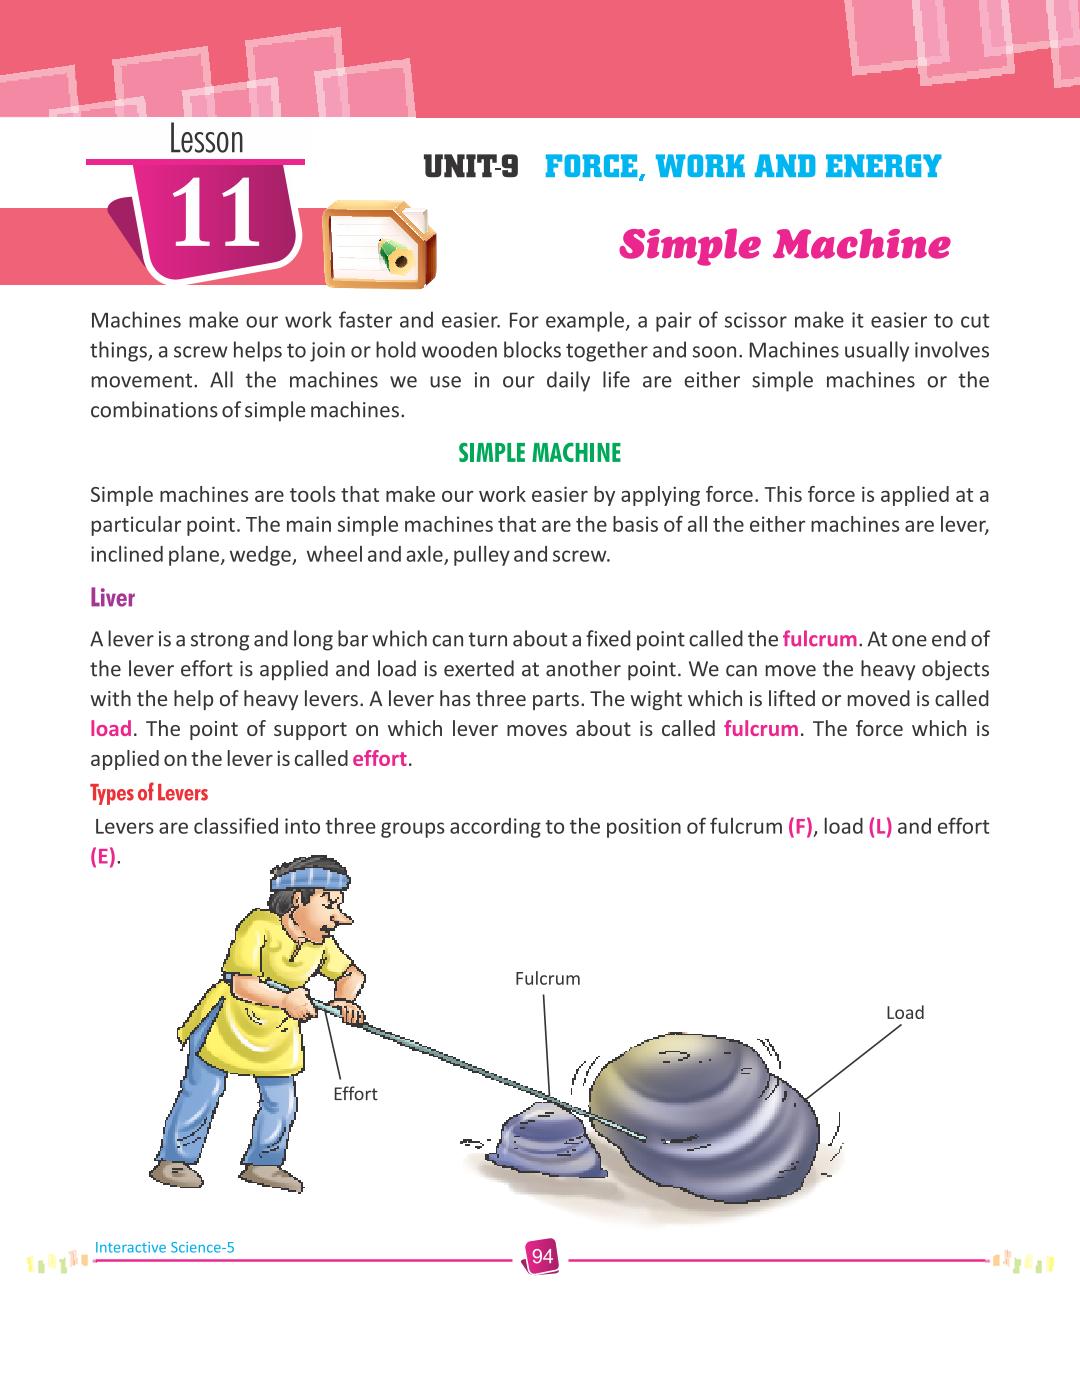 Lesson
11
UNIT-9 FORCE, WORK AND ENERGY
Simple Machine
Machines make our work faster and easier. For example, a pair of scissor make it easier to cut
things, a screw helps to join or hold wooden blocks together and soon. Machines usually involves
movement. All the machines we use in our daily life are either simple machines or the
combinations of simple machines.
SIMPLE MACHINE
Simple machines are tools that make our work easier by applying force. This force is applied at a
particular point. The main simple machines that are the basis of all the either machines are lever,
inclined plane, wedge, wheel and axle, pulley and screw.
Liver
A lever is a strong and long bar which can turn about a fixed point called the fulcrum. At one end of
the lever effort is applied and load is exerted at another point. We can move the heavy objects
with the help of heavy levers. A lever has three parts. The wight which is lifted or moved is called
load. The point of support on which lever moves about is called fulcrum. The force which is
applied on the lever is called effort.
Types of Levers
Levers are classified into three groups according to the position of fulcrum (F), load (L) and effort
(E).
Fulcrum
Load
Effort
Interactive Science-5
94